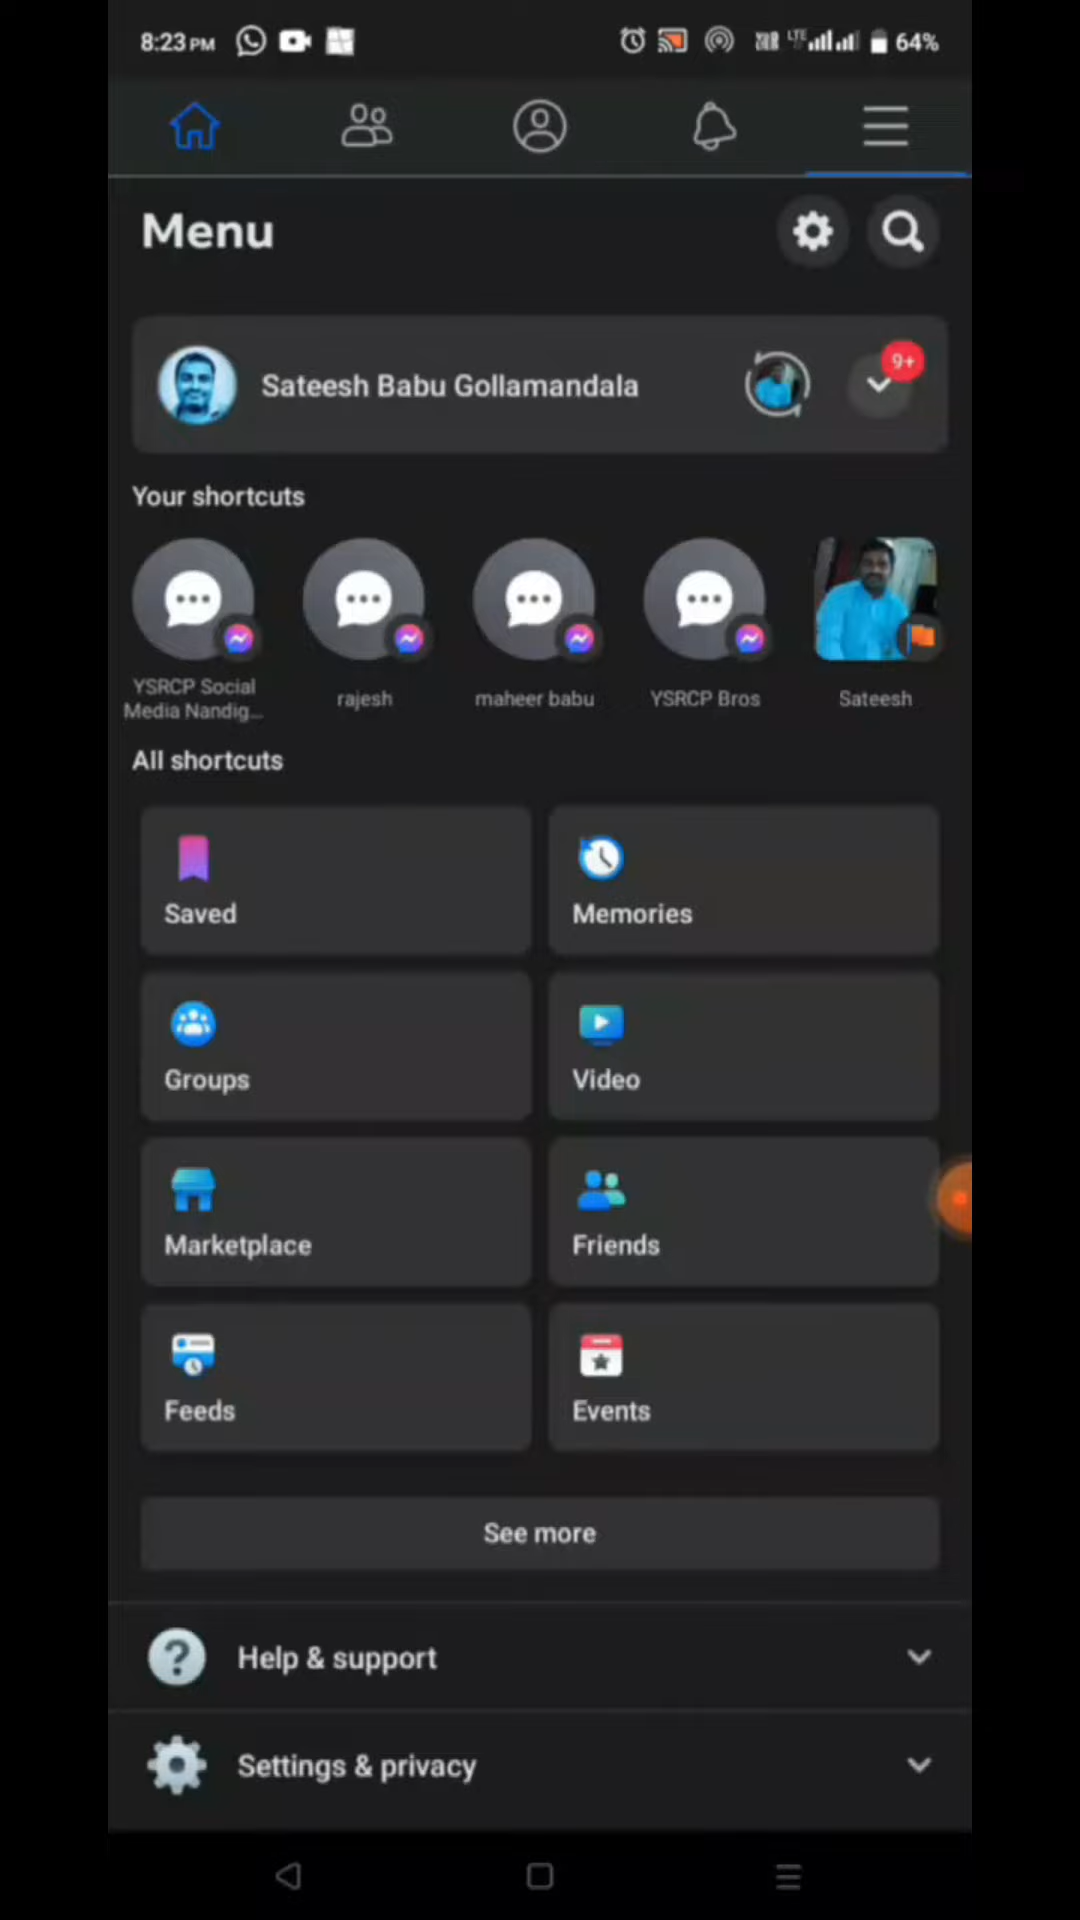 8:23 PM
LTE
64%
Menu
Sateesh Babu Gollamandala
9+
Your shortcuts
YSRCP Social
Media Nandig...
rajesh
maheer babu
YSRCP Bros
Sateesh
All shortcuts
Saved
Memories
Groups
Video
Marketplace
Friends
Feeds
Events
See more
Help & support
Settings & privacy